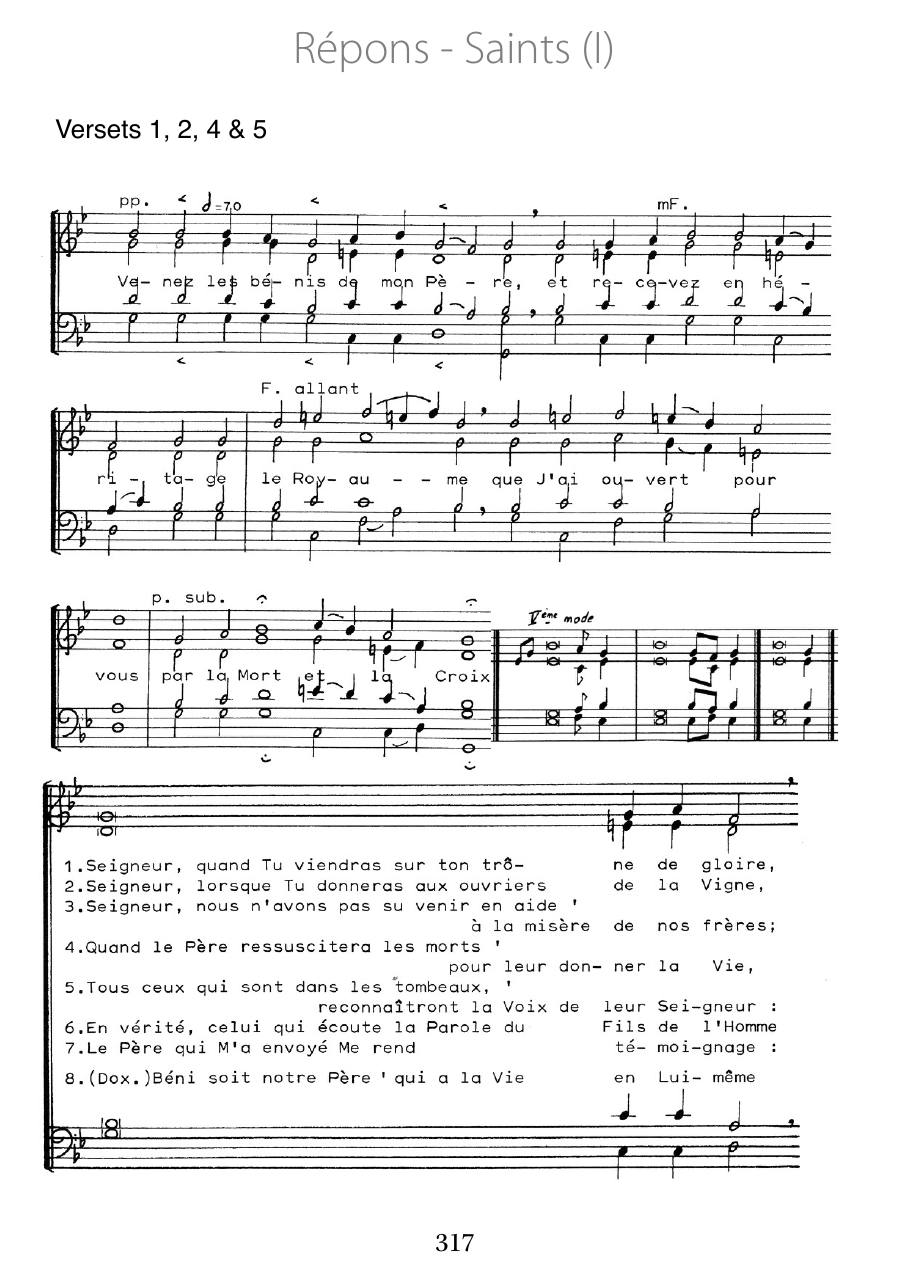 Répons - Saints (I)
Versets 1, 2, 4 & 5
pp. < 𝅗𝅥=70 < < mF.
Ve- nez les bé- nis de mon Pè - re, et re-ce-vez en hé -
< < <
F. allant
ri - ta- ge le Roy- au - - me que J'ai ou- vert pour
p. sub. Vème mode
vous par la Mort et la Croix
1.Seigneur, quand Tu viendras sur ton trô- ne de gloire,
2.Seigneur, lorsque Tu donneras aux ouvriers de la Vigne,
3.Seigneur, nous n'avons pas su venir en aide '
à la misère de nos frères;
4.Quand le Père ressuscitera les morts '
pour leur don- ner la Vie,
5.Tous ceux qui sont dans les tombeaux, '
reconnaîtront la Voix de leur Sei-gneur :
6.En vérité, celui qui écoute la Parole du Fils de l'Homme
7.Le Père qui M'a envoyé Me rend té- moi-gnage :
8.(Dox.)Béni soit notre Père ' qui a la Vie en Lui- même
317